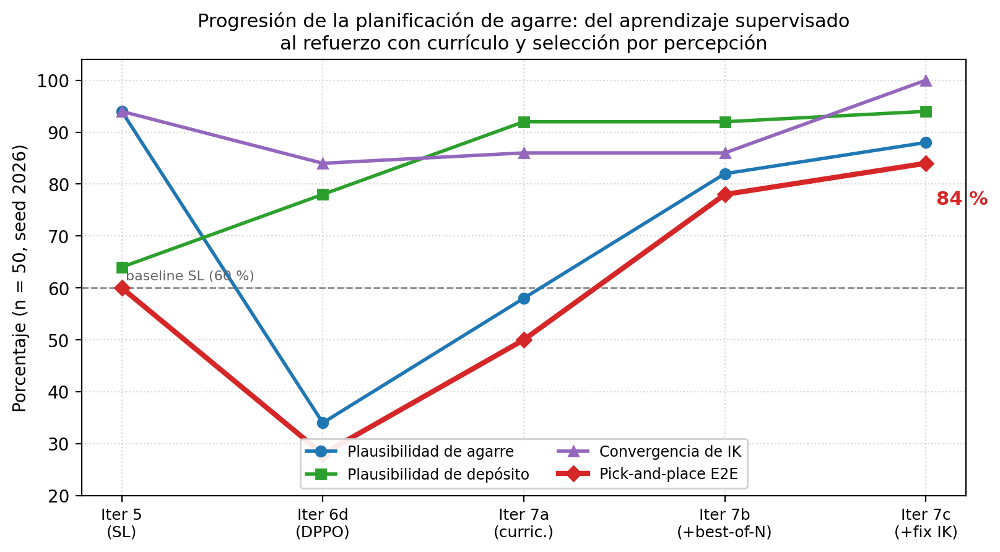 Progresión de la planificación de agarre: del aprendizaje supervisado
al refuerzo con currículo y selección por percepción
Porcentaje (n = 50, seed 2026)
100
90
80
70
60
50
40
30
20
baseline SL (60 %)
84 %
Plausibilidad de agarre
Plausibilidad de depósito
Convergencia de IK
Pick-and-place E2E
Iter 5
(SL)
Iter 6d
(DPPO)
Iter 7a
(curric.)
Iter 7b
(+best-of-N)
Iter 7c
(+fix IK)